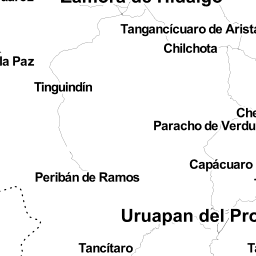 Zamora de Hidalgo
Tangancícuaro de Arista
Chilchota
la Paz
Tinguindín
Che
Paracho de Verdu
Capácuaro
Peribán de Ramos
Uruapan del Pro
Tancítaro
Ta